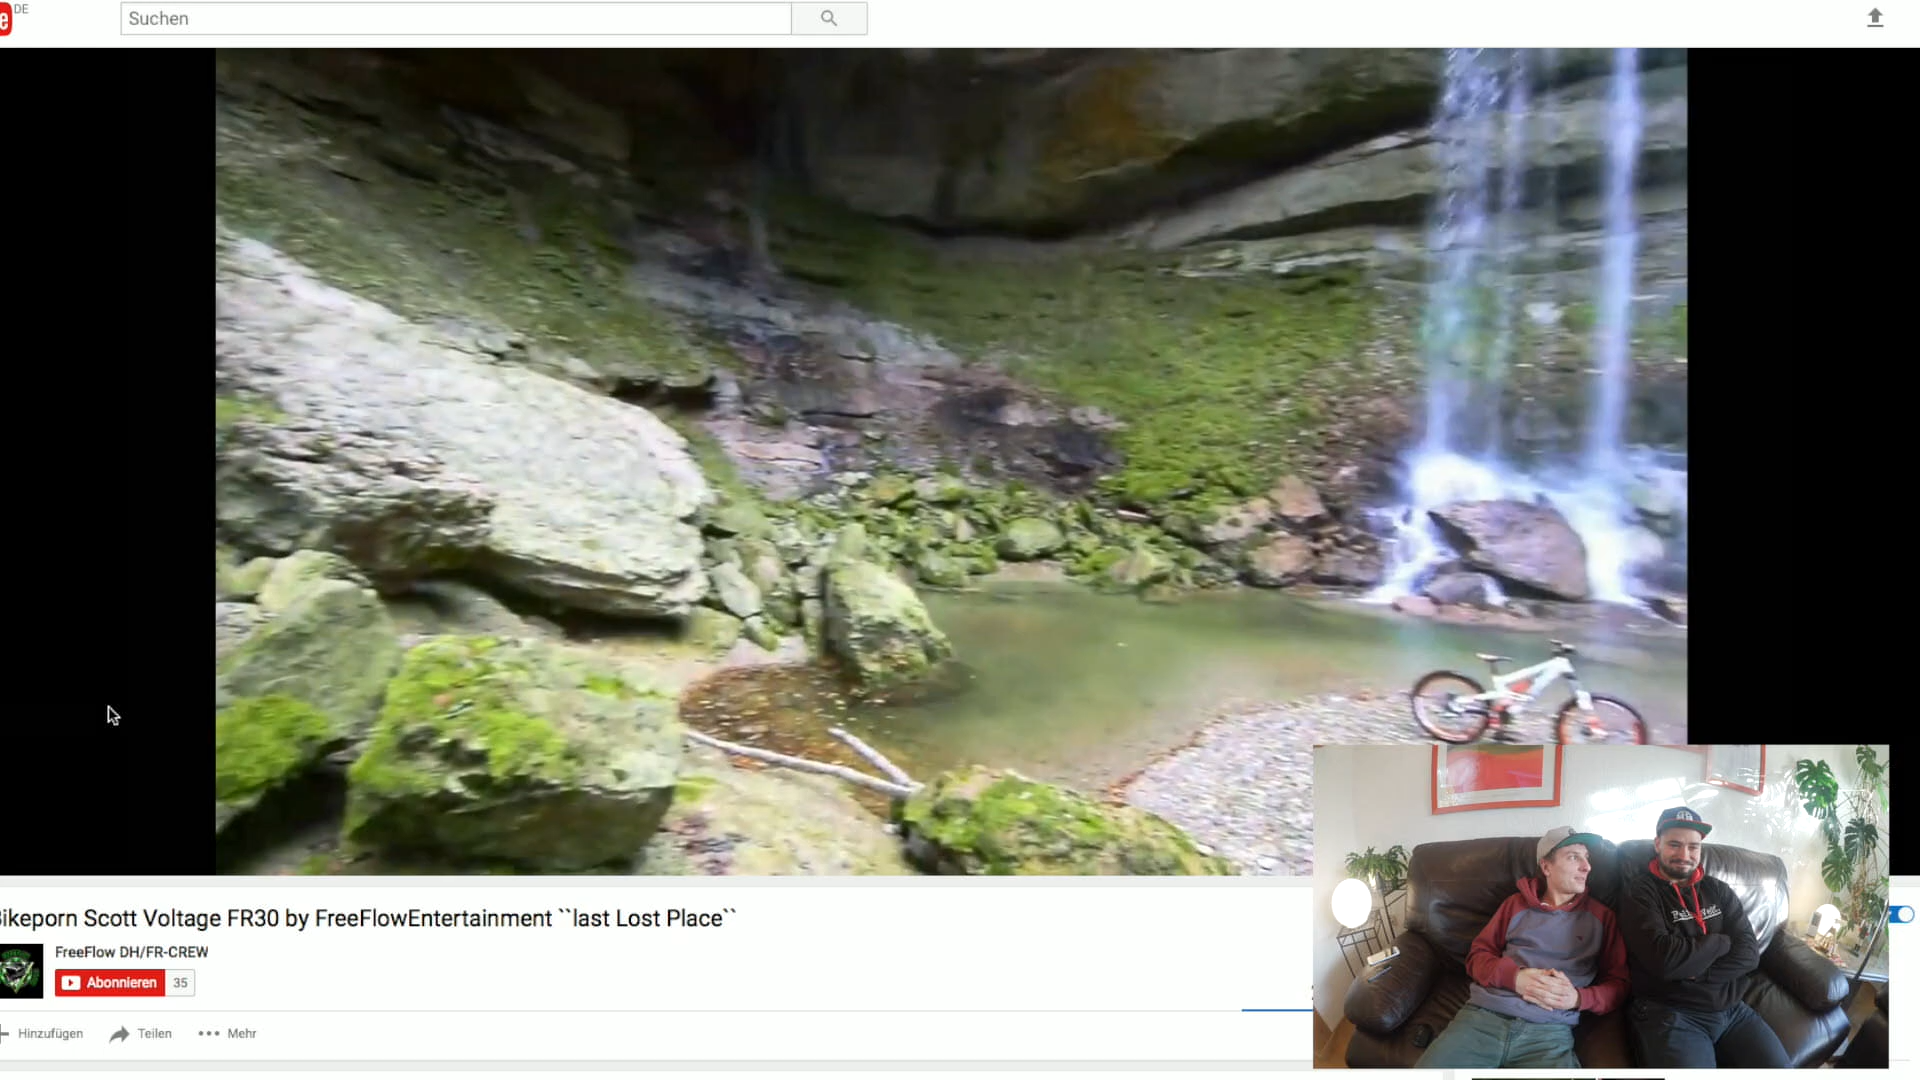 DE
Suchen
ikeporn Scott Voltage FR30 by FreeFlowEntertainment ``last Lost Place``
FreeFlow DH/FR-CREW
Abonnieren 35
Hinzufügen Teilen Mehr